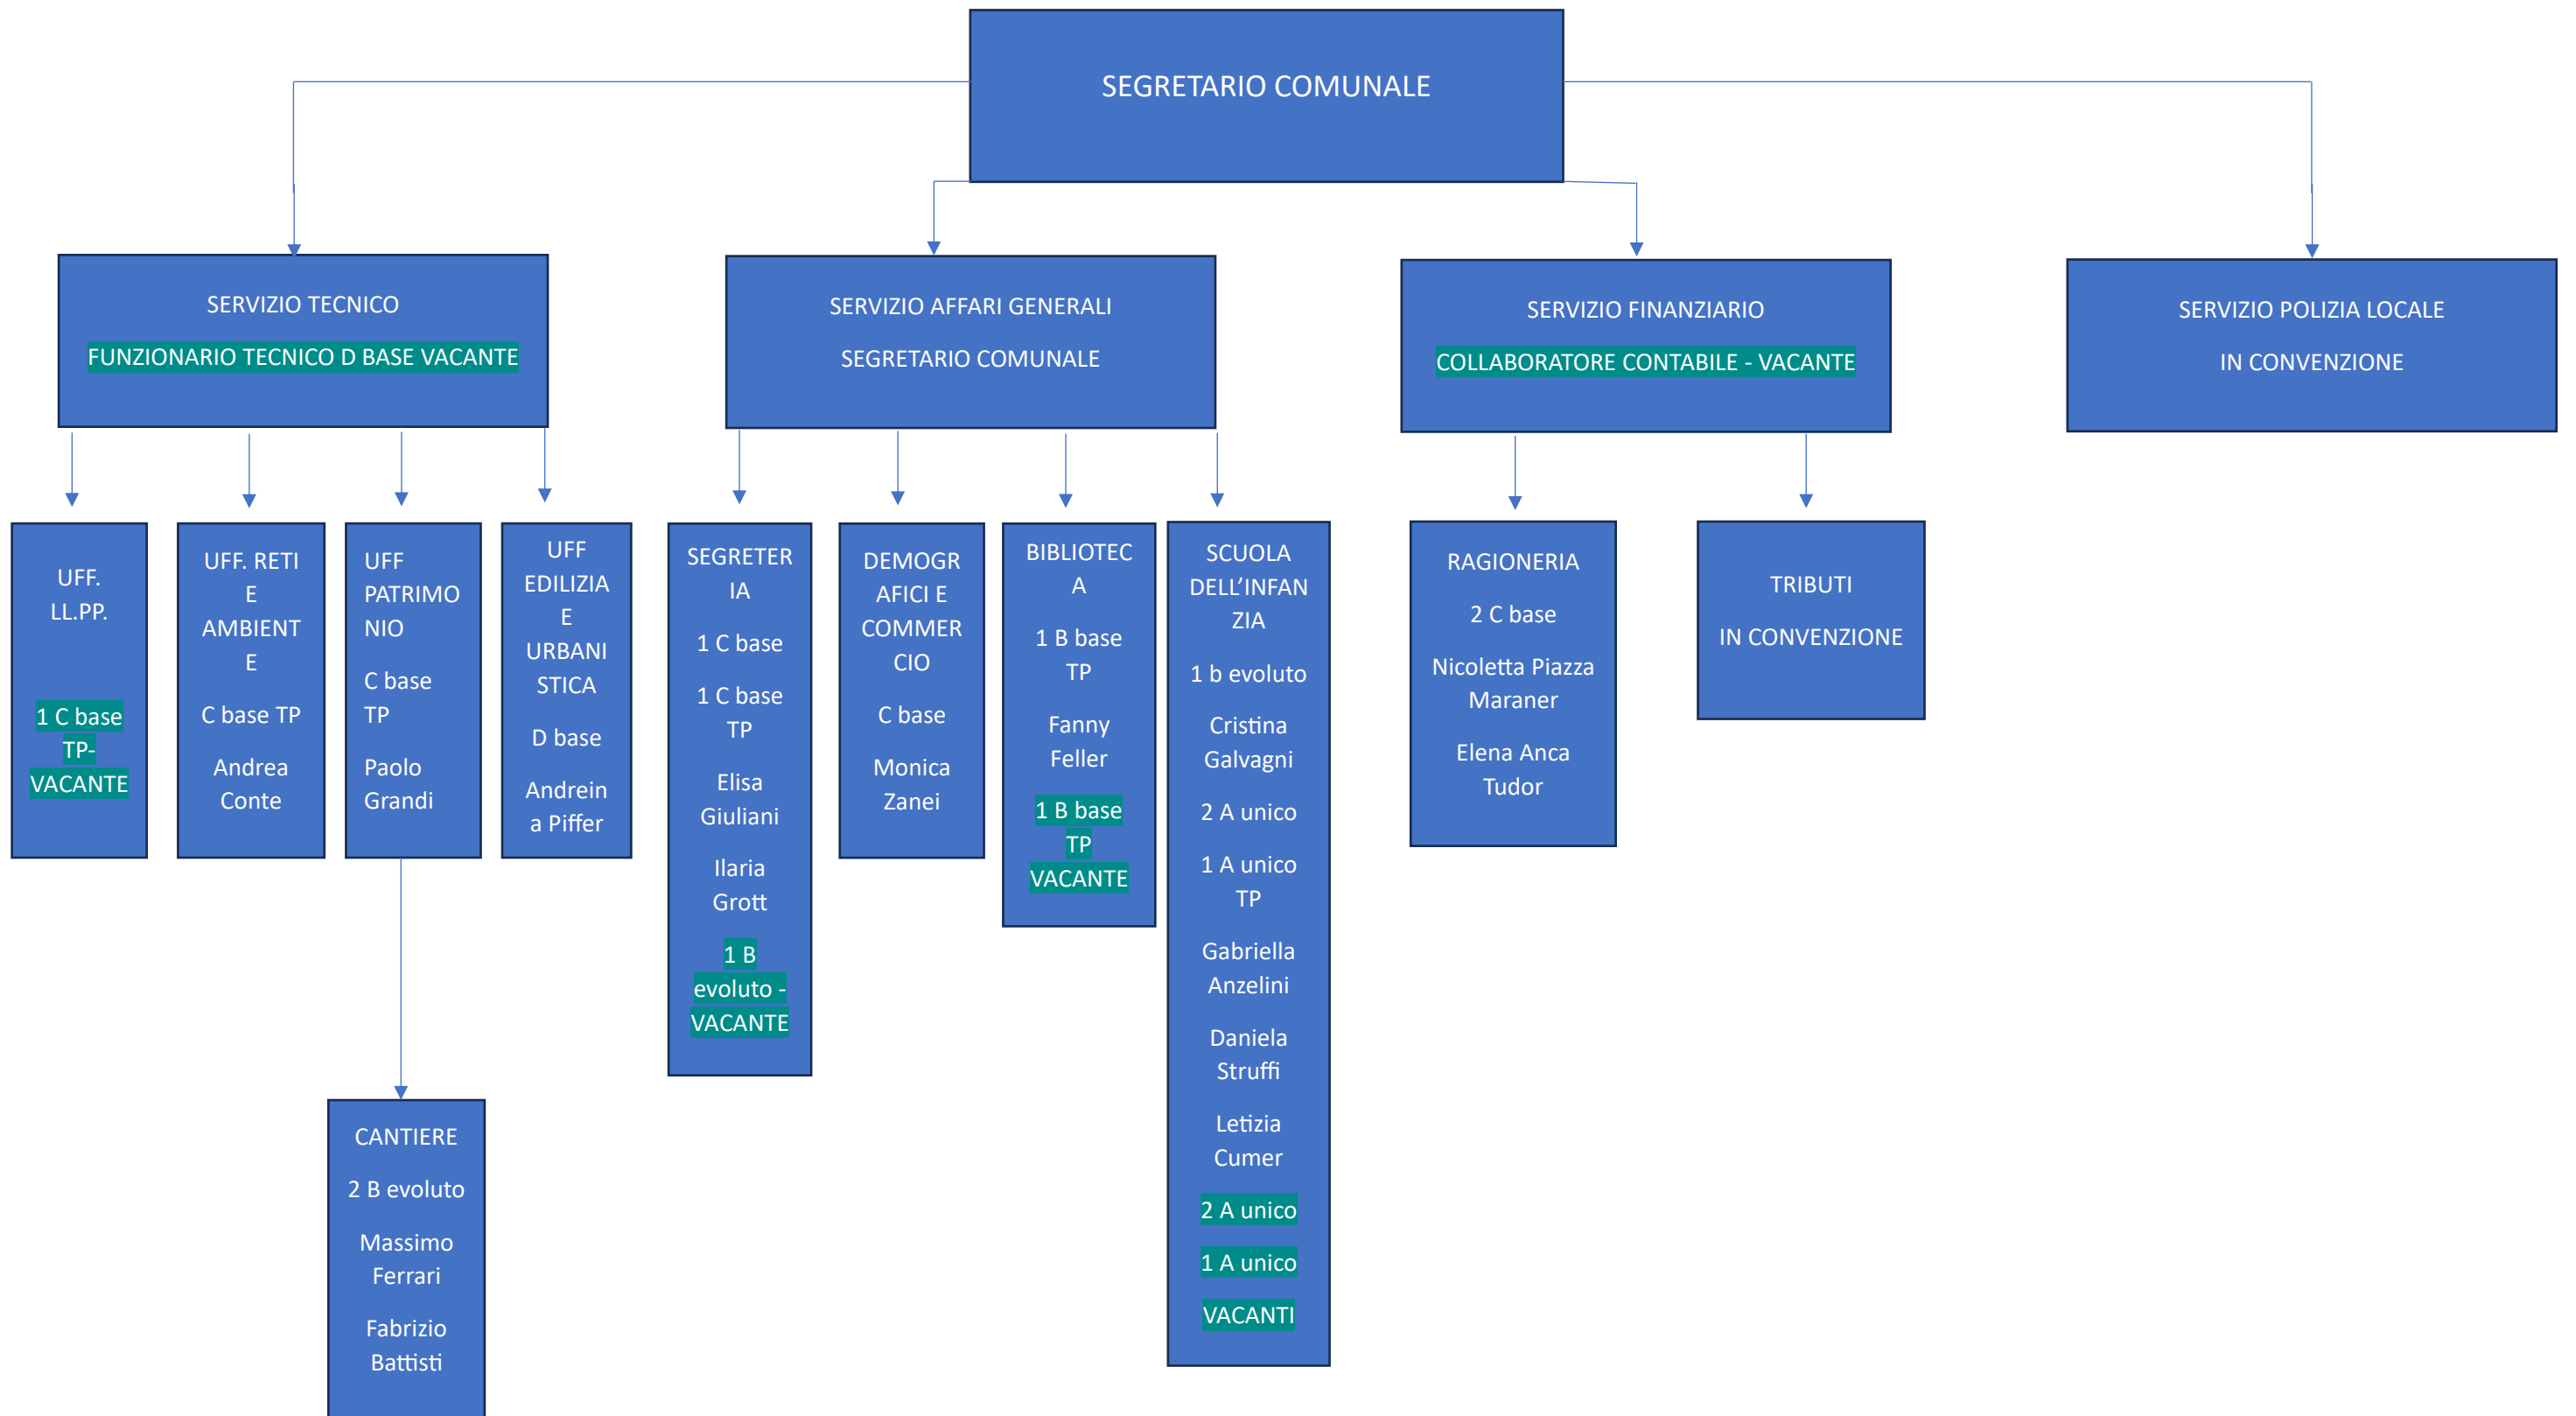 SEGRETARIO COMUNALE
SERVIZIO TECNICO
FUNZIONARIO TECNICO D BASE VACANTE
SERVIZIO AFFARI GENERALI
SEGRETARIO COMUNALE
SERVIZIO FINANZIARIO
COLLABORATORE CONTABILE - VACANTE
SERVIZIO POLIZIA LOCALE
IN CONVENZIONE
UFF.
LL.PP.
1 C base
TP-
VACANTE
UFF. RETI
E
AMBIENT
E
C base TP
Andrea
Conte
UFF
PATRIMO
NIO
C base
TP
Paolo
Grandi
UFF
EDILIZIA
E
URBANI
STICA
D base
Andrein
a Piffer
SEGRETER
IA
1 C base
1 C base
TP
Elisa
Giuliani
Ilaria
Grott
1 B
evoluto -
VACANTE
DEMOGR
AFICI E
COMMER
CIO
C base
Monica
Zanei
BIBLIOTEC
A
1 B base
TP
Fanny
Feller
1 B base
TP
VACANTE
SCUOLA
DELL’INFAN
ZIA
1 b evoluto
Cristina
Galvagni
2 A unico
1 A unico
TP
Gabriella
Anzelini
Daniela
Struffi
Letizia
Cumer
2 A unico
1 A unico
VACANTI
RAGIONERIA
2 C base
Nicoletta Piazza
Maraner
Elena Anca
Tudor
TRIBUTI
IN CONVENZIONE
CANTIERE
2 B evoluto
Massimo
Ferrari
Fabrizio
Battisti